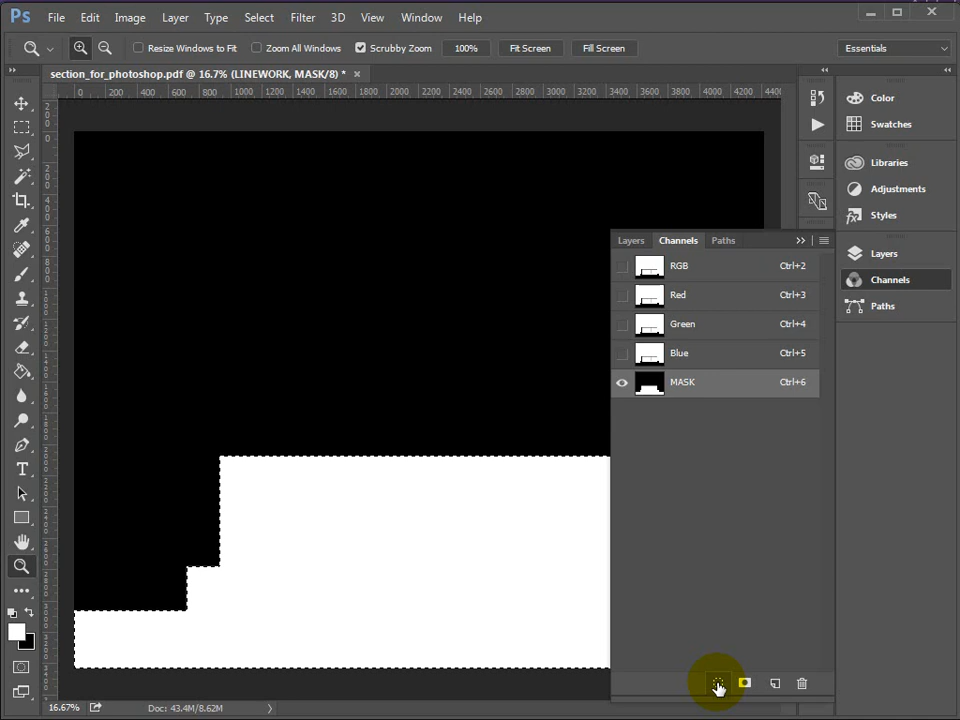 Ps File Edit Image Layer Type Select Filter 3D View Window Help
Resize Windows to Fit Zoom All Windows Scrubby Zoom 100% Fit Screen Fill Screen Essentials
section_for_photoshop.pdf @ 16.7% (LINEWORK, MASK/8) *
0 200 400 600 800 1000 1200 1400 1600 1800 2000 2200 2400 2600 2800 3000 3200 3400 3600 3800 4000 4200 4400
Color
Swatches
Libraries
Adjustments
Styles
Layers
Channels
Paths
Layers Channels Paths
RGB Ctrl+2
Red Ctrl+3
Green Ctrl+4
Blue Ctrl+5
MASK Ctrl+6
T
16.67% Doc: 43.4M/8.62M